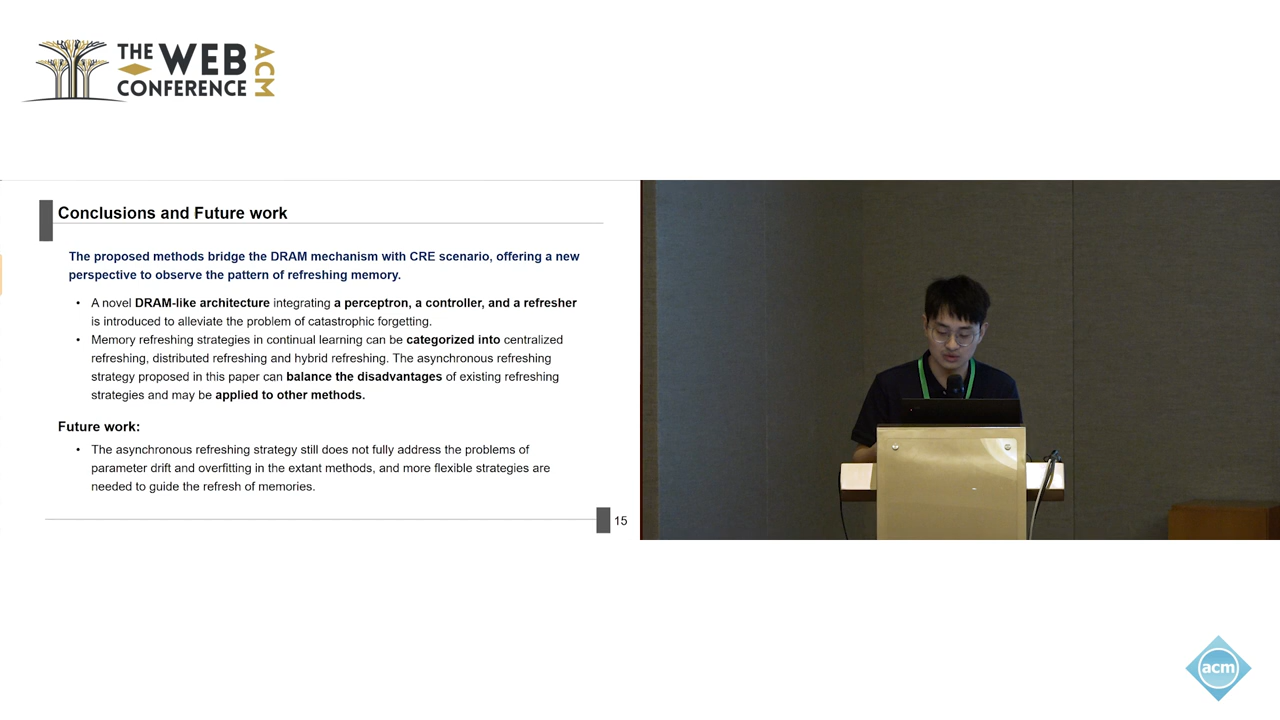 THE WEB
CONFERENCE
ACM
Conclusions and Future work
The proposed methods bridge the DRAM mechanism with CRE scenario, offering a new
perspective to observe the pattern of refreshing memory.
• A novel DRAM-like architecture integrating a perceptron, a controller, and a refresher
is introduced to alleviate the problem of catastrophic forgetting.
• Memory refreshing strategies in continual learning can be categorized into centralized
refreshing, distributed refreshing and hybrid refreshing. The asynchronous refreshing
strategy proposed in this paper can balance the disadvantages of existing refreshing
strategies and may be applied to other methods.
Future work:
• The asynchronous refreshing strategy still does not fully address the problems of
parameter drift and overfitting in the extant methods, and more flexible strategies are
needed to guide the refresh of memories.
15
acm